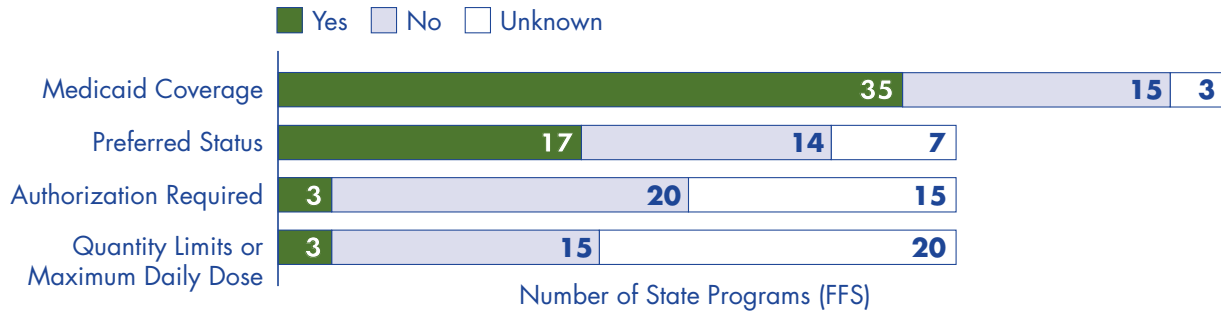 Yes No Unknown
Medicaid Coverage 35 15 3
Preferred Status 17 14 7
Authorization Required 3 20 15
Quantity Limits or
Maximum Daily Dose 3 15 20
Number of State Programs (FFS)